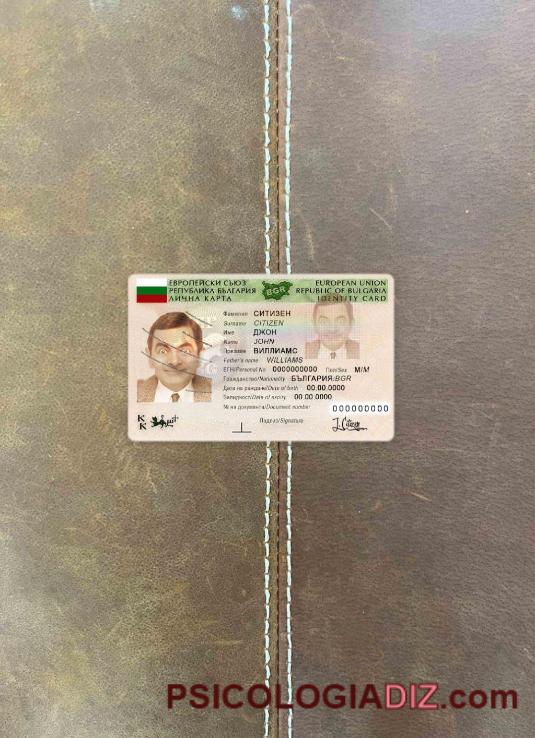 ЕВРОПЕЙСКИ СЪЮЗ EUROPEAN UNION
РЕПУБЛИКА БЪЛГАРИЯ BGR REPUBLIC OF BULGARIA
ЛИЧНА КАРТА IDENTITY CARD
Фамилия СИТИЗЕН
Surname CITIZEN
Име ДЖОН
Name JOHN
Презиме ВИЛЛИАМС
Father's name WILLIAMS
ЕГН/Personal No 0000000000 Пол/Sex М/M
Гражданство/Nationality БЪЛГАРИЯ/BGR
Дата на раждане/Date of birth 00.00.0000
Валидност/Date of expiry 00.00.0000
№ на документа/Document number 000000000
Подпис/Signature J.Citizen
PSICOLOGIADIZ.com